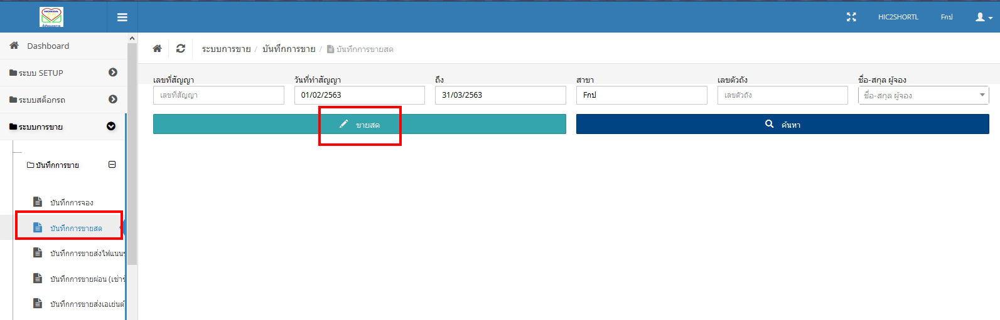 HONDA
HIC2SHORTL
Fกป
Dashboard
ระบบการขาย / บันทึกการขาย / บันทึกการขายสด
ระบบ SETUP
ระบบสต็อกรถ
ระบบการขาย
บันทึกการขาย
บันทึกการจอง
บันทึกการขายสด
บันทึกการขายส่งไฟแนน
บันทึกการขายผ่อน (เช่าซ
บันทึกการขายส่งเอเย่นต์
เลขที่สัญญา
วันที่ทำสัญญา
ถึง
สาขา
เลขตัวถัง
ชื่อ-สกุล ผู้จอง
เลขที่สัญญา
01/02/2563
31/03/2563
Fกป
เลขตัวถัง
ชื่อ-สกุล ผู้จอง
ขายสด
ค้นหา